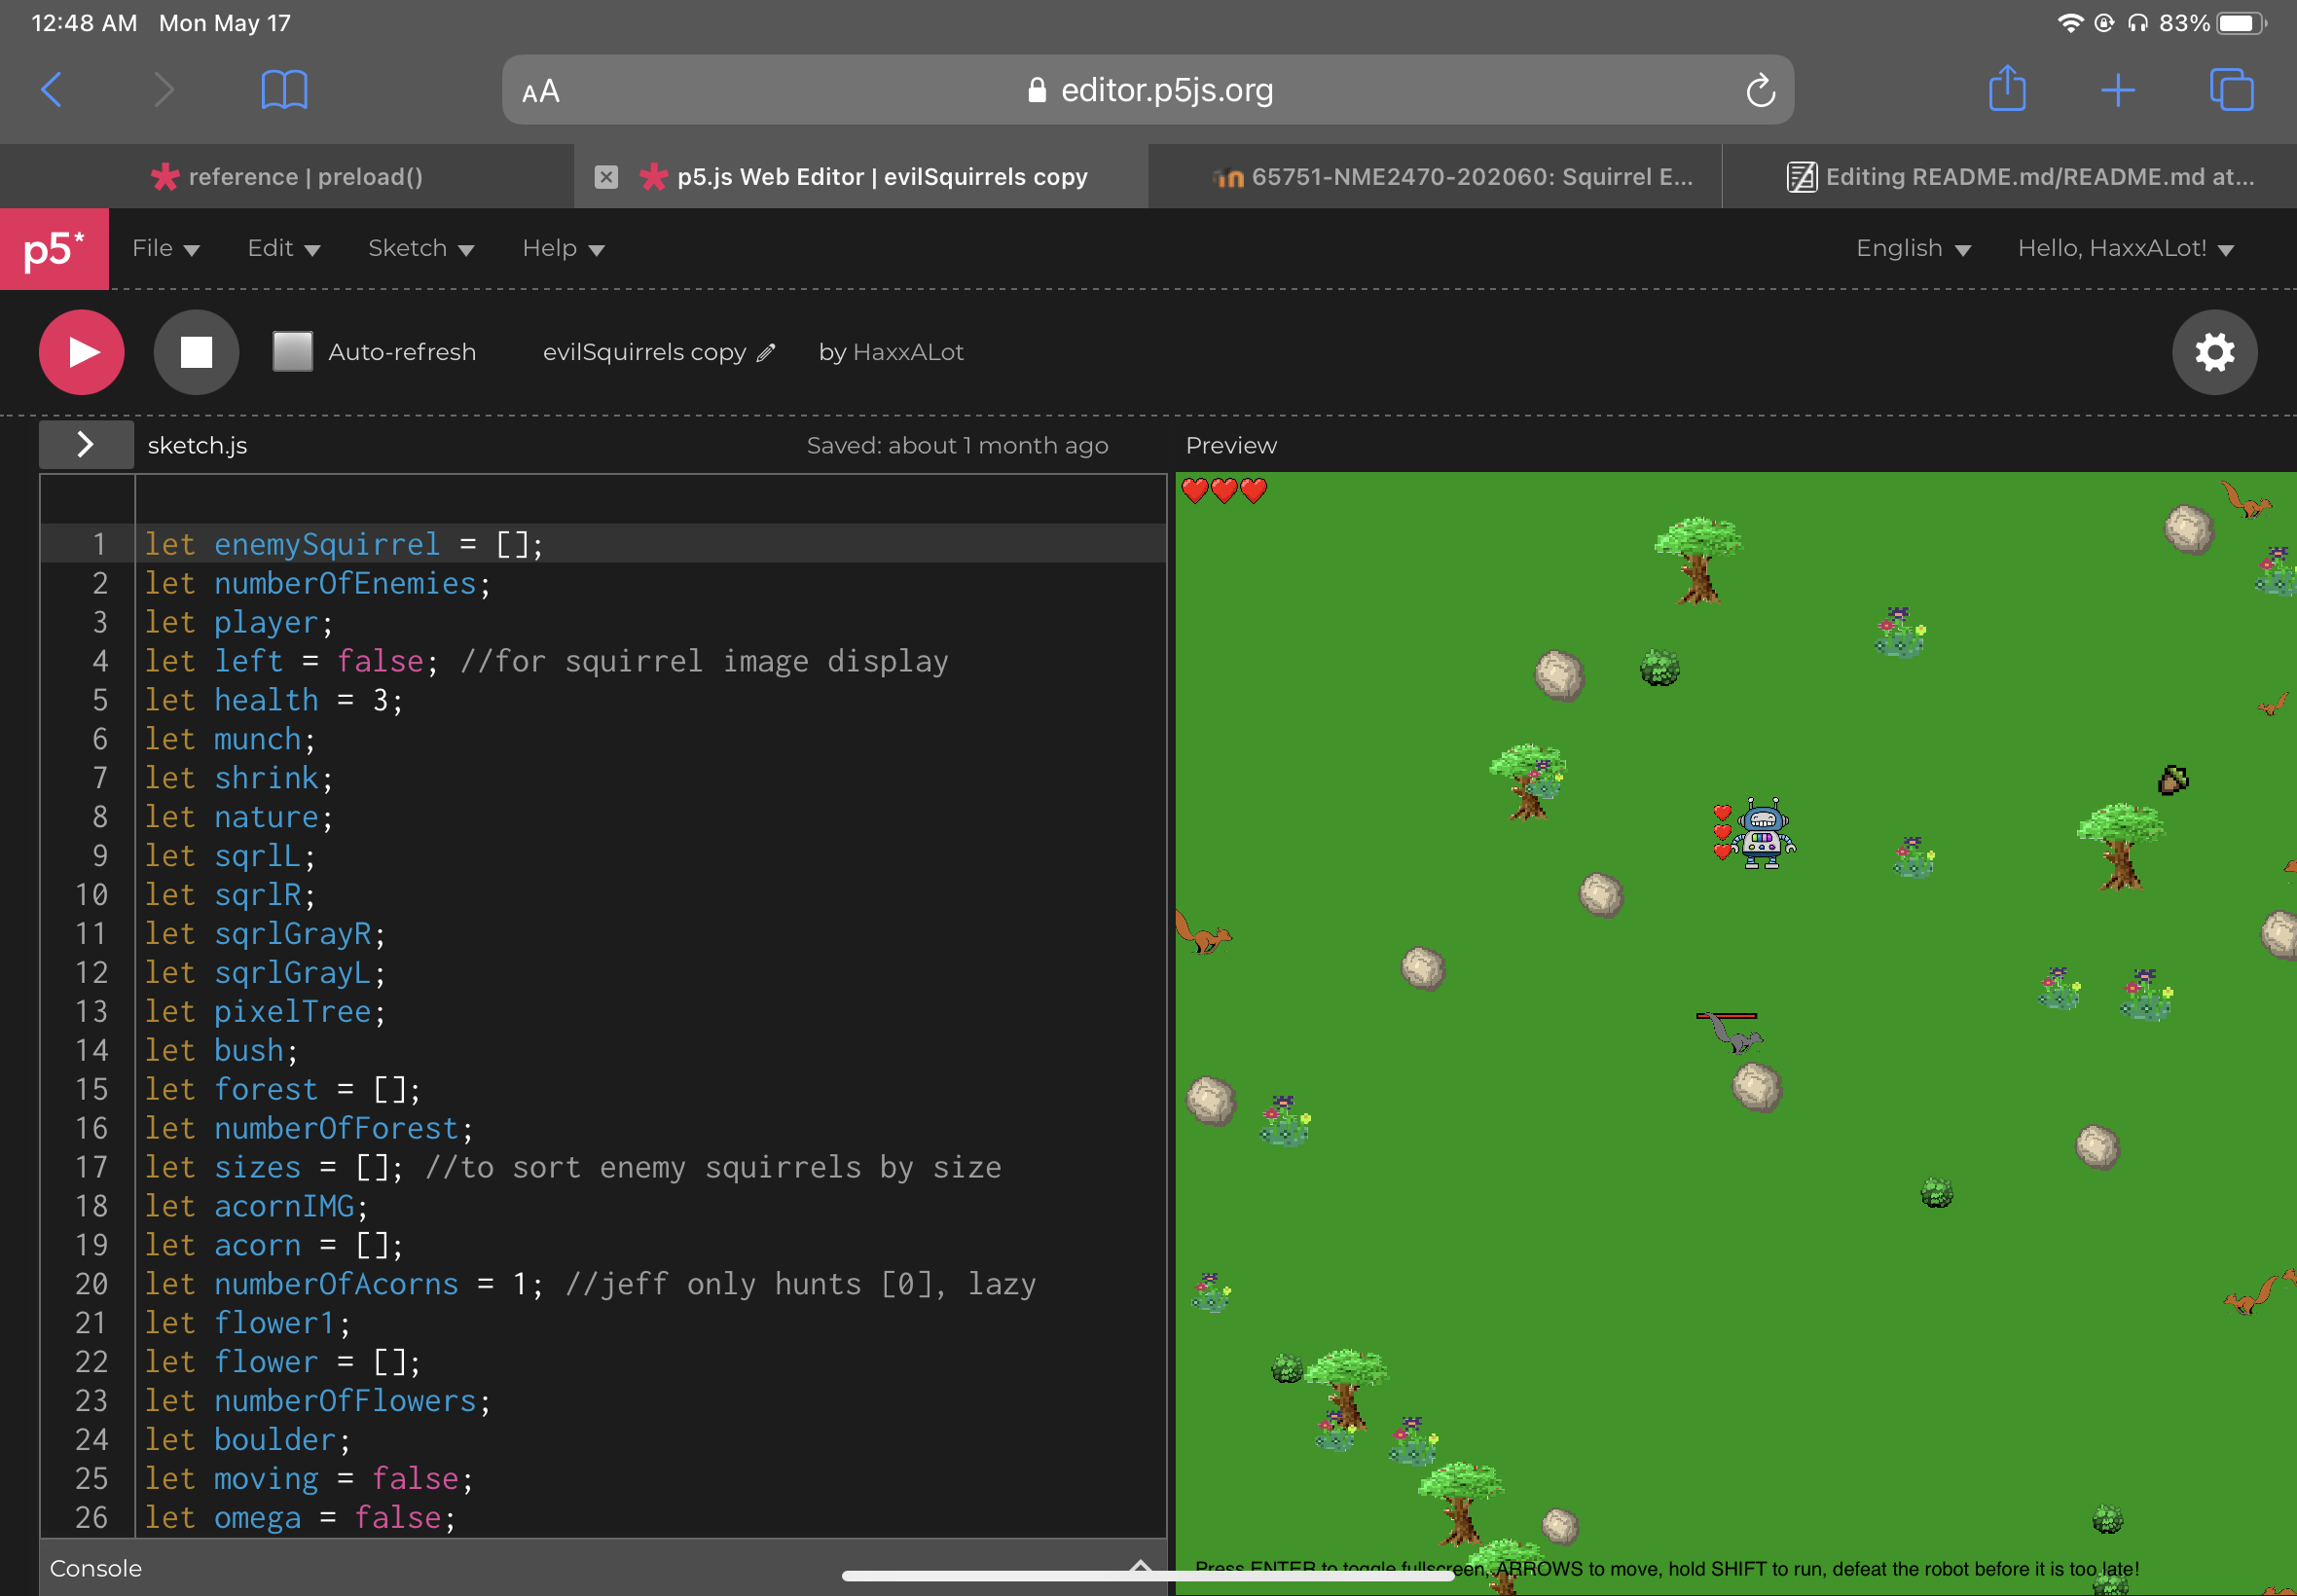 12:48 AM Mon May 17
83%
AA editor.p5js.org
reference | preload()
p5.js Web Editor | evilSquirrels copy
65751-NME2470-202060: Squirrel E...
Editing README.md/README.md at...
p5* File Edit Sketch Help English Hello, HaxxALot!
Auto-refresh evilSquirrels copy by HaxxALot
> sketch.js Saved: about 1 month ago Preview
1 let enemySquirrel = [];
2 let numberOfEnemies;
3 let player;
4 let left = false; //for squirrel image display
5 let health = 3;
6 let munch;
7 let shrink;
8 let nature;
9 let sqrlL;
10 let sqrlR;
11 let sqrlGrayR;
12 let sqrlGrayL;
13 let pixelTree;
14 let bush;
15 let forest = [];
16 let numberOfForest;
17 let sizes = []; //to sort enemy squirrels by size
18 let acornIMG;
19 let acorn = [];
20 let numberOfAcorns = 1; //jeff only hunts [0], lazy
21 let flower1;
22 let flower = [];
23 let numberOfFlowers;
24 let boulder;
25 let moving = false;
26 let omega = false;
Console
Press ENTER to toggle fullscreen, ARROWS to move, hold SHIFT to run, defeat the robot before it is too late!